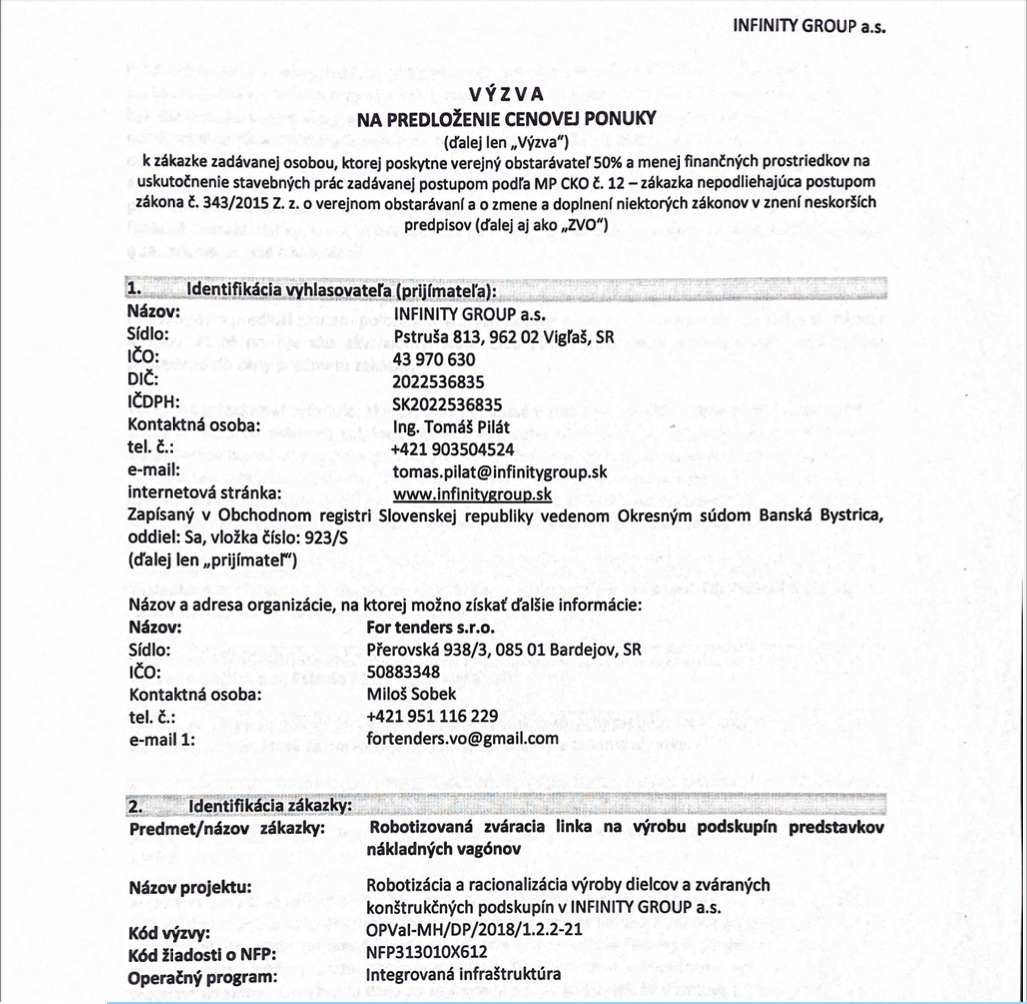 INFINITY GROUP a.s.
VÝZVA
NA PREDLOŽENIE CENOVEJ PONUKY
(ďalej len „Výzva“)
k zákazke zadávanej osobou, ktorej poskytne verejný obstarávateľ 50% a menej finančných prostriedkov na
uskutočnenie stavebných prác zadávanej postupom podľa MP CKO č. 12 – zákazka nepodliehajúca postupom
zákona č. 343/2015 Z. z. o verejnom obstarávaní a o zmene a doplnení niektorých zákonov v znení neskorších
predpisov (ďalej aj ako „ZVO“)
1. Identifikácia vyhlasovateľa (prijímateľa):
Názov: INFINITY GROUP a.s.
Sídlo: Pstruša 813, 962 02 Vigľaš, SR
IČO: 43 970 630
DIČ: 2022536835
IČDPH: SK2022536835
Kontaktná osoba: Ing. Tomáš Pilát
tel. č.: +421 903504524
e-mail: tomas.pilat@infinitygroup.sk
internetová stránka: www.infinitygroup.sk
Zapísaný v Obchodnom registri Slovenskej republiky vedenom Okresným súdom Banská Bystrica,
oddiel: Sa, vložka číslo: 923/S
(ďalej len „prijímateľ“)
Názov a adresa organizácie, na ktorej možno získať ďalšie informácie:
Názov: For tenders s.r.o.
Sídlo: Přerovská 938/3, 085 01 Bardejov, SR
IČO: 50883348
Kontaktná osoba: Miloš Sobek
tel. č.: +421 951 116 229
e-mail 1: fortenders.vo@gmail.com
2. Identifikácia zákazky:
Predmet/názov zákazky: Robotizovaná zváracia linka na výrobu podskupín predstavkov
nákladných vagónov
Názov projektu: Robotizácia a racionalizácia výroby dielcov a zváraných
konštrukčných podskupín v INFINITY GROUP a.s.
Kód výzvy: OPVaI-MH/DP/2018/1.2.2-21
Kód žiadosti o NFP: NFP313010X612
Operačný program: Integrovaná infraštruktúra